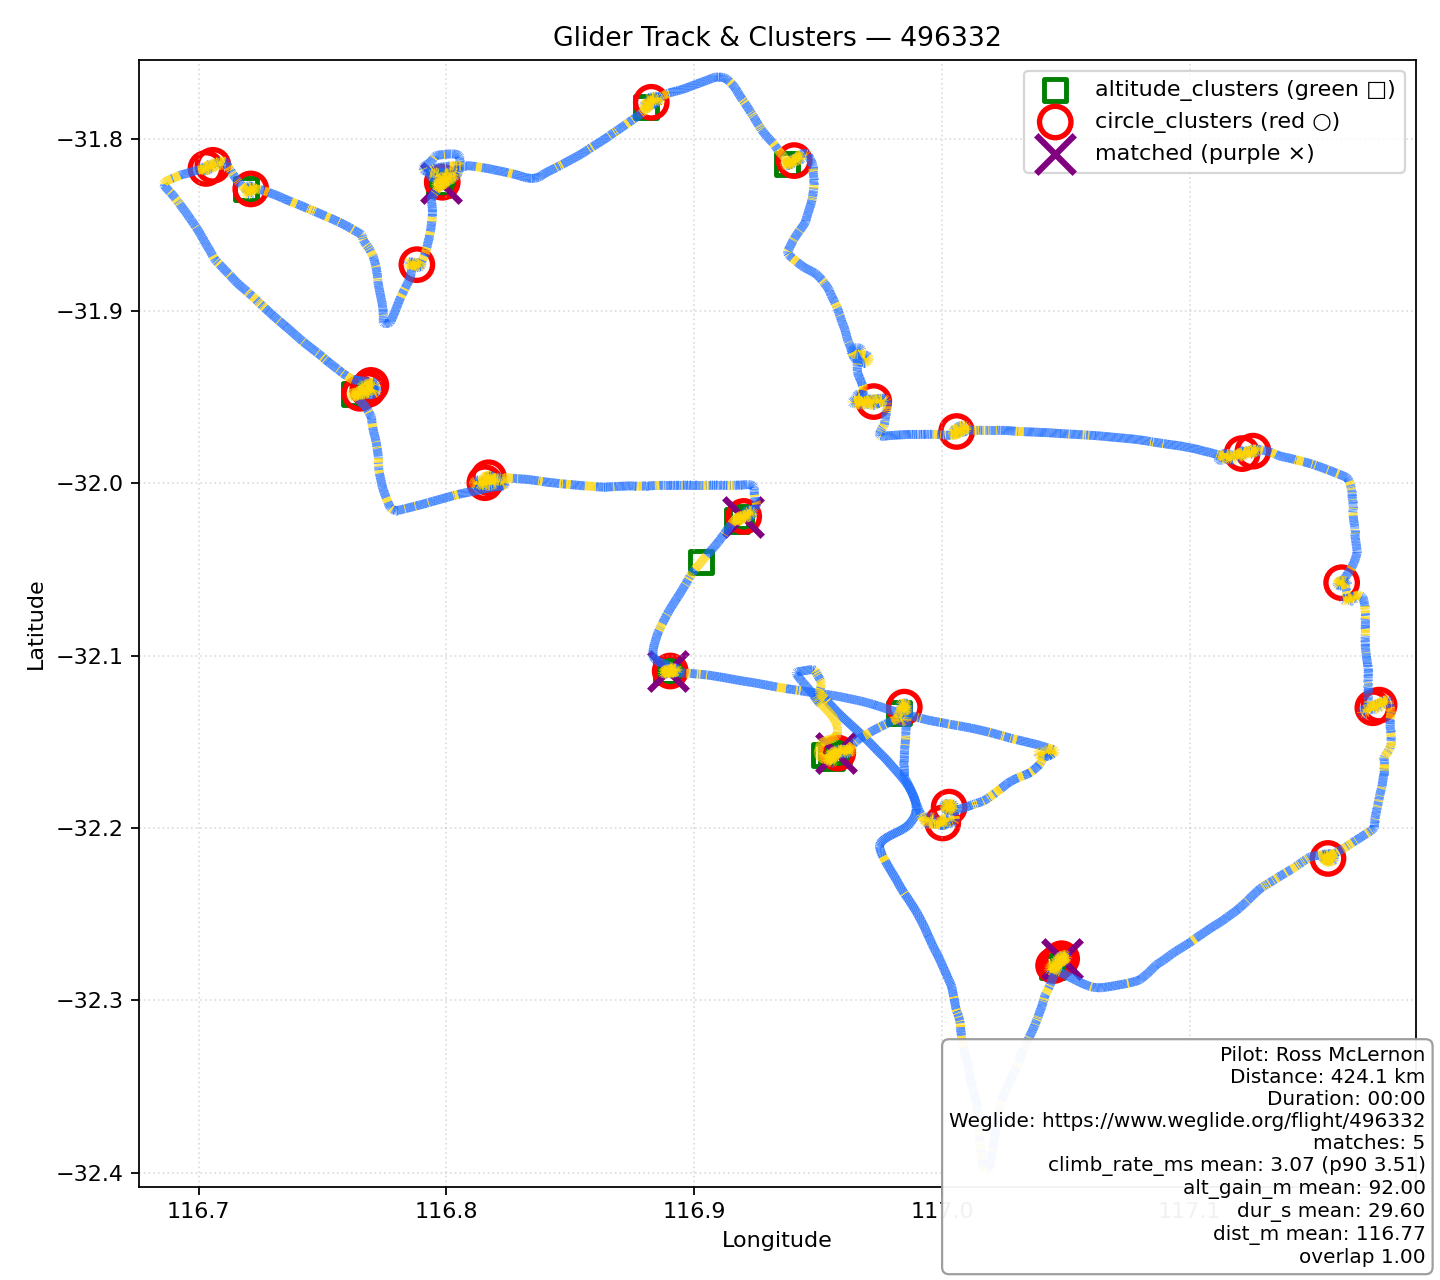 Glider Track & Clusters — 496332
altitude_clusters (green □)
circle_clusters (red ○)
matched (purple ×)
Latitude
−31.8
−31.9
−32.0
−32.1
−32.2
−32.3
−32.4
Pilot: Ross McLernon
Distance: 424.1 km
Duration: 00:00
Weglide: https://www.weglide.org/flight/496332
matches: 5
climb_rate_ms mean: 3.07 (p90 3.51)
alt_gain_m mean: 92.00
dur_s mean: 29.60
dist_m mean: 116.77
overlap 1.00
116.7
116.8
116.9
117.0
117.1
Longitude